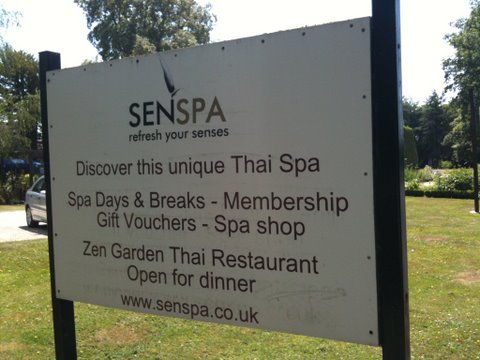 SENSPA
refresh your senses
Discover this unique Thai Spa
Spa Days & Breaks - Membership
Gift Vouchers - Spa shop
Zen Garden Thai Restaurant
Open for dinner
www.senspa.co.uk